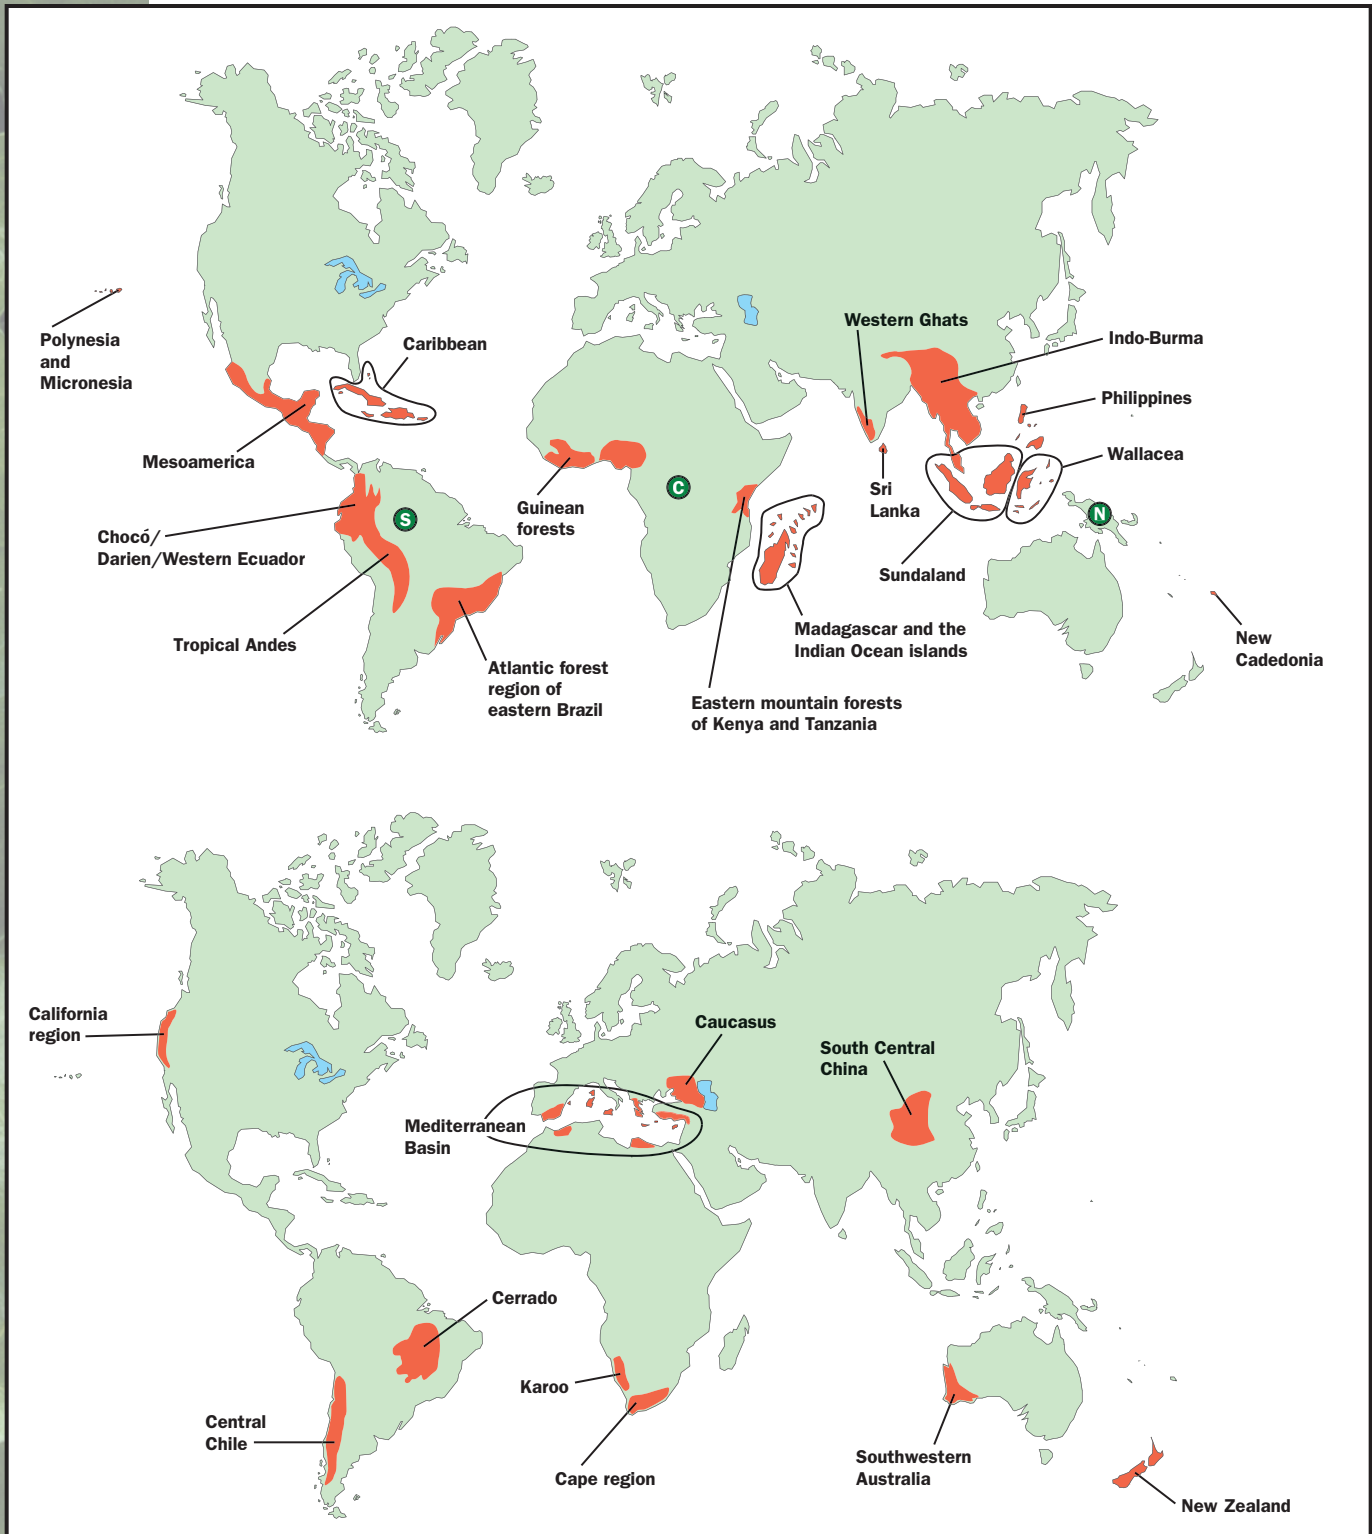 Polynesia
and
Micronesia
Caribbean
Mesoamerica
Chocó/
Darien/Western Ecuador
S
Tropical Andes
Atlantic forest
region of
eastern Brazil
Guinean
forests
C
Eastern mountain forests
of Kenya and Tanzania
Madagascar and the
Indian Ocean islands
Western Ghats
Sri
Lanka
Indo-Burma
Philippines
Wallacea
N
Sundaland
New
Cadedonia
California
region
Caucasus
South Central
China
Mediterranean
Basin
Cerrado
Karoo
Central
Chile
Cape region
Southwestern
Australia
New Zealand